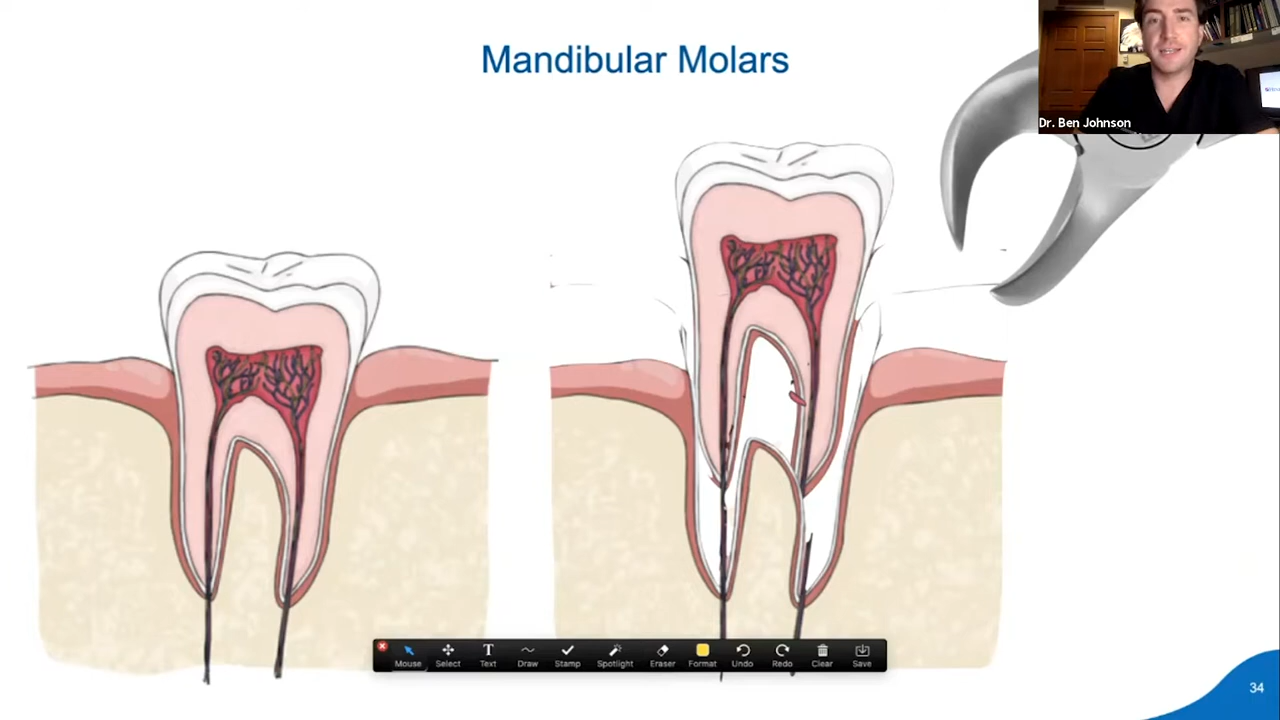 Mandibular Molars
Dr. Ben Johnson
Mouse Select Text Draw Stamp Spotlight Eraser Format Undo Redo Clear Save
34